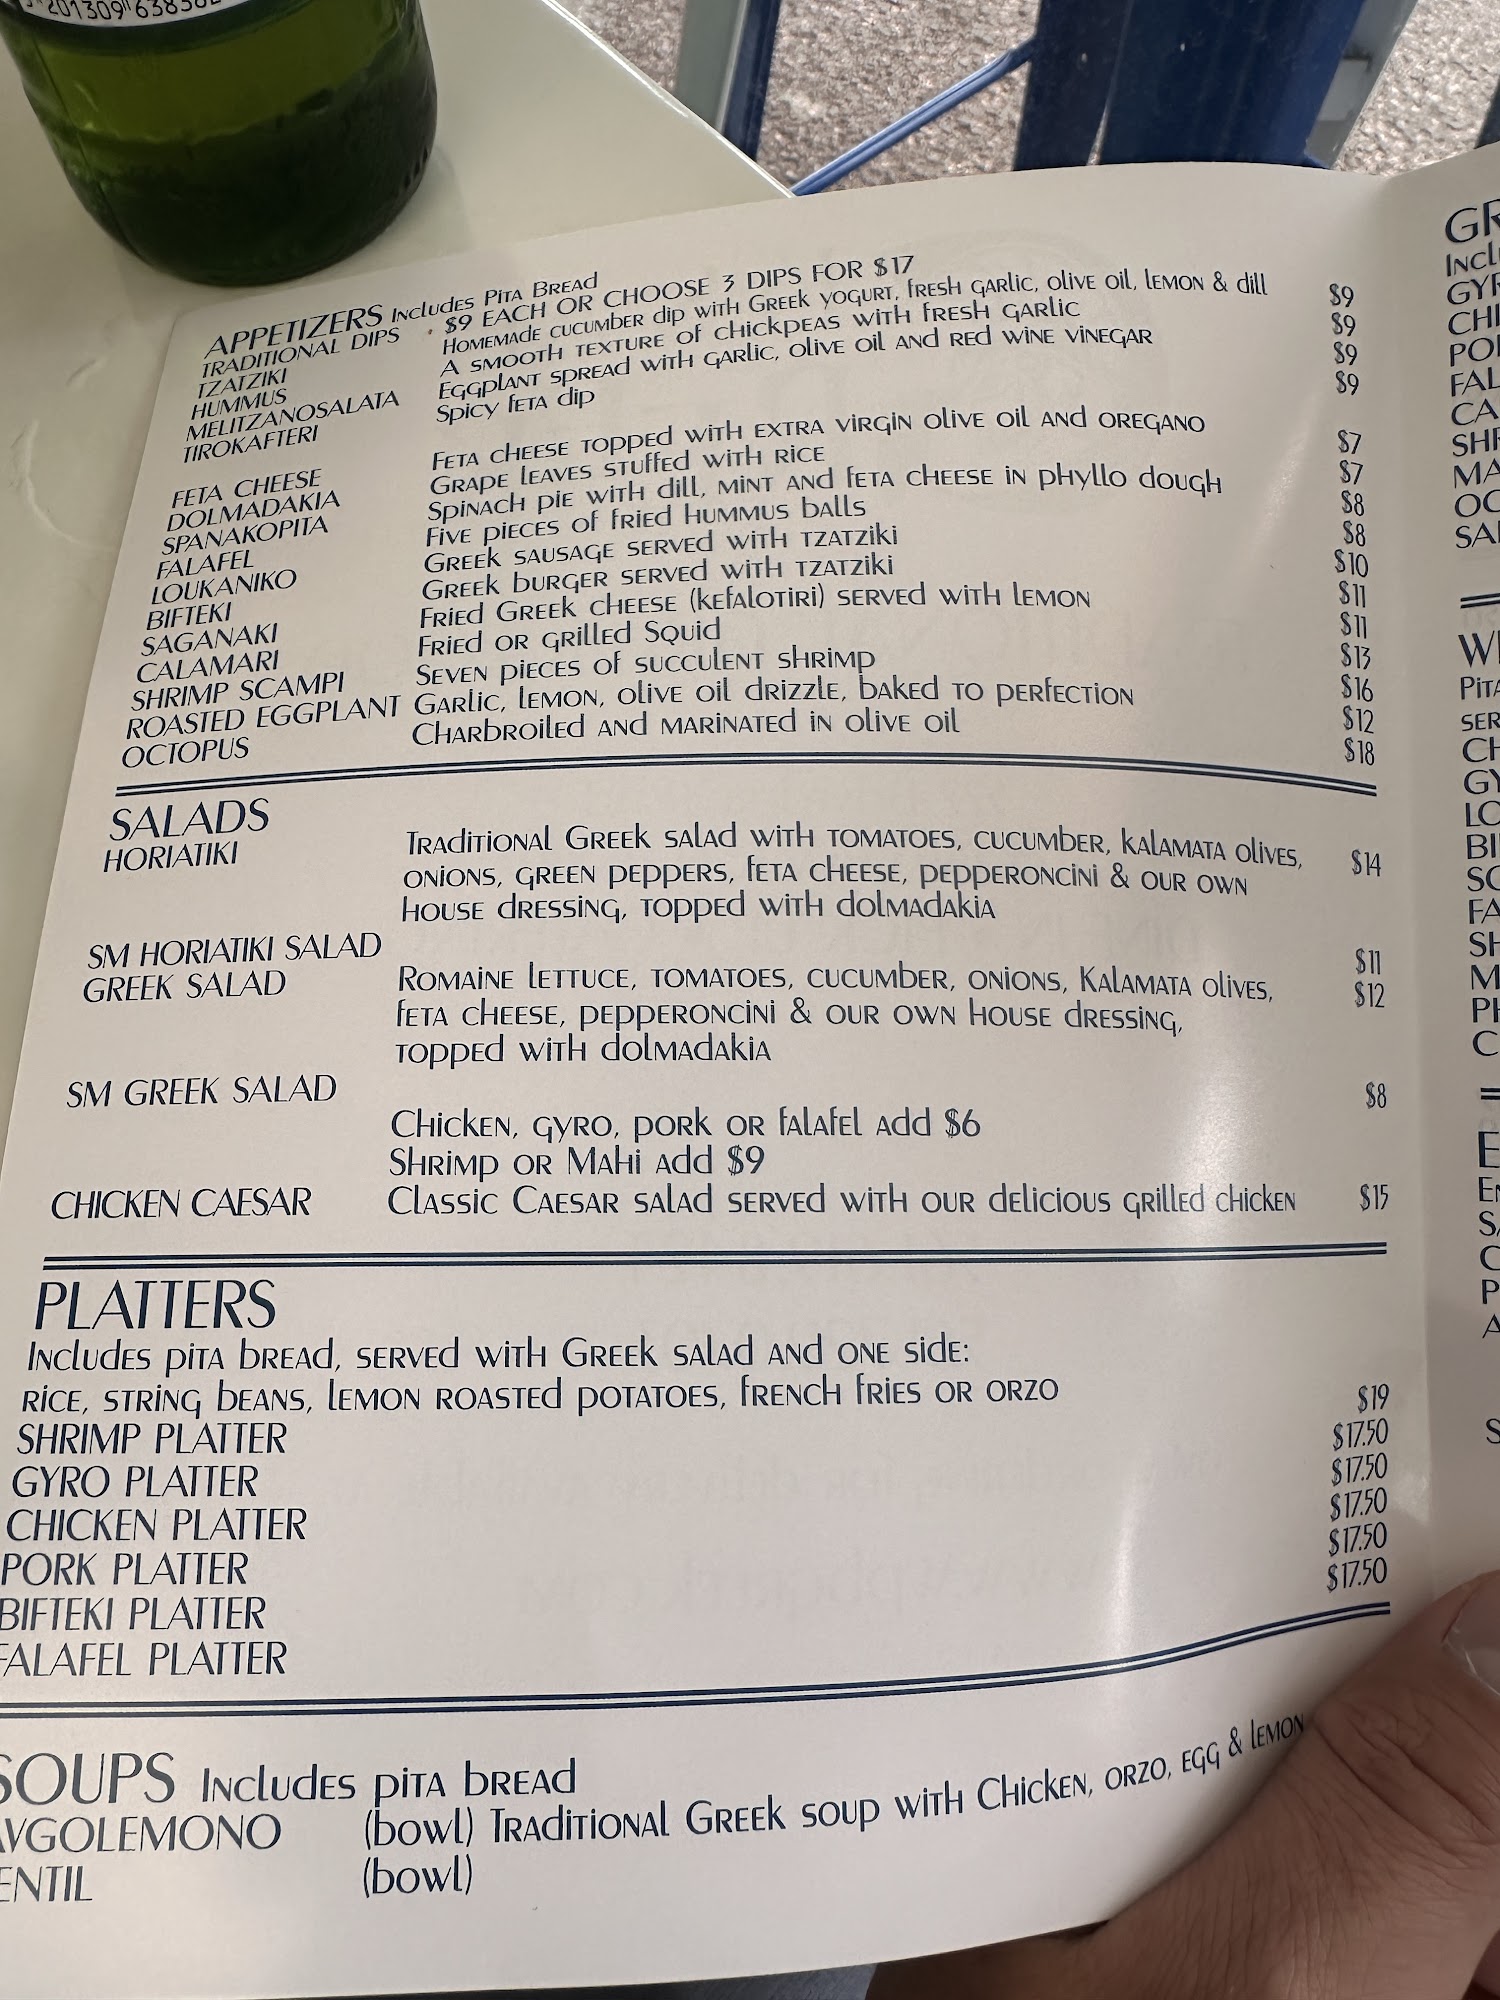 201309 638382
APPETIZERS Includes Pita Bread
TRADITIONAL DIPS · $9 EACH OR CHOOSE 3 DIPS FOR $17
TZATZIKI Homemade cucumber dip with Greek yogurt, fresh garlic, olive oil, lemon & dill $9
HUMMUS A smooth texture of chickpeas with fresh garlic $9
MELITZANOSALATA Eggplant spread with garlic, olive oil and red wine vinegar $9
TIROKAFTERI Spicy feta dip $9
FETA CHEESE Feta cheese topped with extra virgin olive oil and oregano $7
DOLMADAKIA Grape leaves stuffed with rice $7
SPANAKOPITA Spinach pie with dill, mint and feta cheese in phyllo dough $8
FALAFEL Five pieces of fried hummus balls $8
LOUKANIKO Greek sausage served with tzatziki $10
BIFTEKI Greek burger served with tzatziki $11
SAGANAKI Fried Greek cheese (kefalotiri) served with lemon $11
CALAMARI Fried or grilled Squid $13
SHRIMP SCAMPI Seven pieces of succulent shrimp $16
ROASTED EGGPLANT Garlic, lemon, olive oil drizzle, baked to perfection $12
OCTOPUS Charbroiled and marinated in olive oil $18
SALADS
HORIATIKI Traditional Greek salad with tomatoes, cucumber, kalamata olives, $14
onions, green peppers, feta cheese, pepperoncini & our own
house dressing, topped with dolmadakia
SM HORIATIKI SALAD $11
GREEK SALAD Romaine lettuce, tomatoes, cucumber, onions, Kalamata olives, $12
feta cheese, pepperoncini & our own house dressing,
topped with dolmadakia
SM GREEK SALAD $8
Chicken, gyro, pork or falafel add $6
Shrimp or Mahi add $9
CHICKEN CAESAR Classic Caesar salad served with our delicious grilled chicken $15
PLATTERS
Includes pita bread, served with Greek salad and one side:
rice, string beans, lemon roasted potatoes, french fries or orzo
SHRIMP PLATTER $19
GYRO PLATTER $17.50
CHICKEN PLATTER $17.50
PORK PLATTER $17.50
BIFTEKI PLATTER $17.50
FALAFEL PLATTER $17.50
SOUPS Includes pita bread
AVGOLEMONO (bowl) Traditional Greek soup with Chicken, orzo, egg & lemon
ENTIL (bowl)